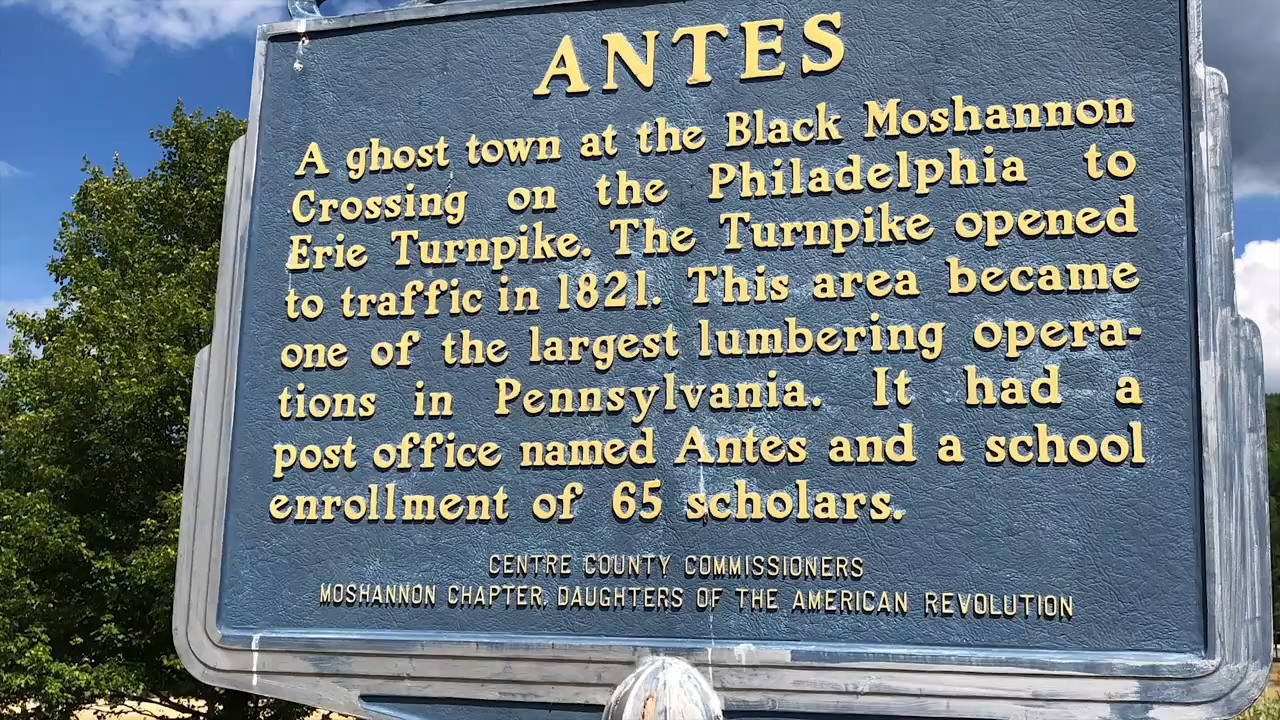 ANTES
A ghost town at the Black Moshannon
Crossing on the Philadelphia to
Erie Turnpike. The Turnpike opened
to traffic in 1821. This area became
one of the largest lumbering opera-
tions in Pennsylvania. It had a
post office named Antes and a school
enrollment of 65 scholars.
CENTRE COUNTY COMMISSIONERS
MOSHANNON CHAPTER, DAUGHTERS OF THE AMERICAN REVOLUTION